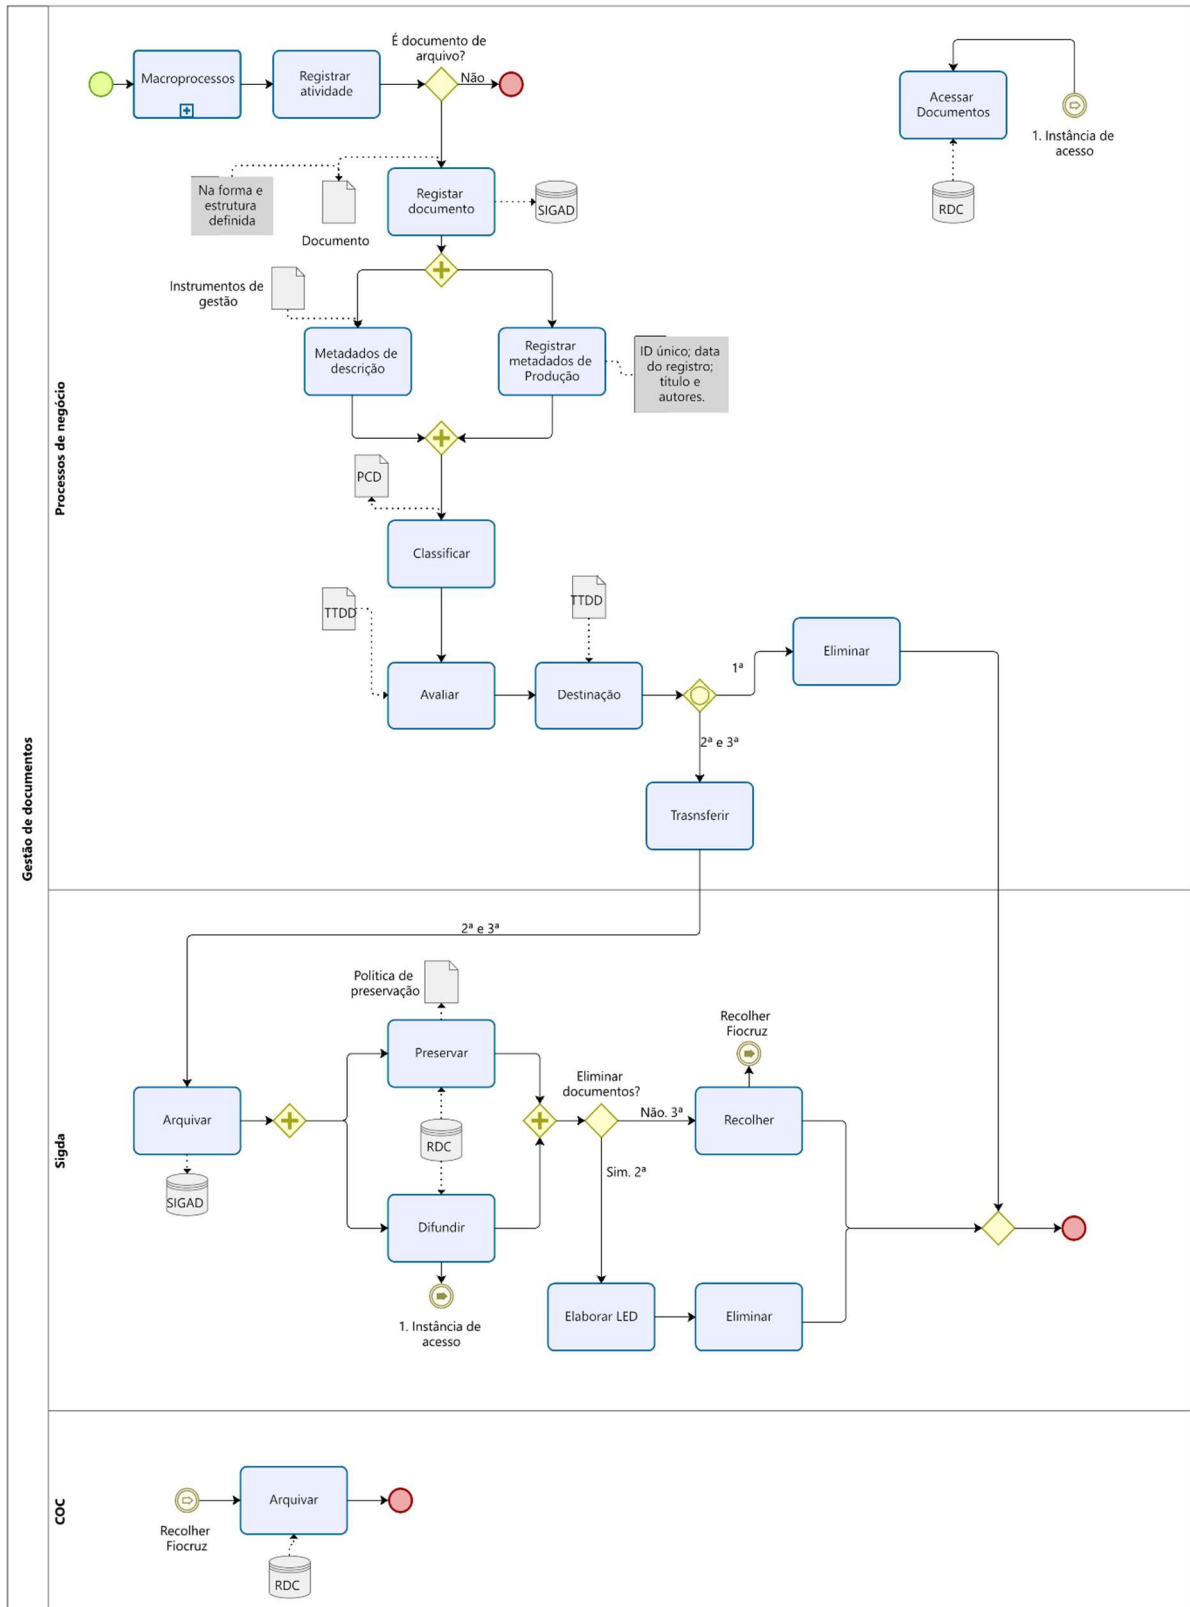 Gestão de documentos
Processos de negócio
Macroprocessos
Registrar
atividade
É documento de
arquivo?
Não
Acessar
Documentos
1. Instância de
acesso
RDC
Na forma e
estrutura
definida
Documento
Registar
documento
SIGAD
Instrumentos de
gestão
Metadados de
descrição
Registrar
metadados de
Produção
ID único; data
do registro;
título e
autores.
PCD
Classificar
TTDD
TTDD
Avaliar
Destinação
1ª
Eliminar
2ª e 3ª
Trasnsferir
Sigda
2ª e 3ª
Política de
preservação
Preservar
Recolher
Fiocruz
Eliminar
documentos?
Arquivar
RDC
Não. 3ª
Recolher
SIGAD
Sim. 2ª
Difundir
1. Instância de
acesso
Elaborar LED
Eliminar
COC
Recolher
Fiocruz
Arquivar
RDC